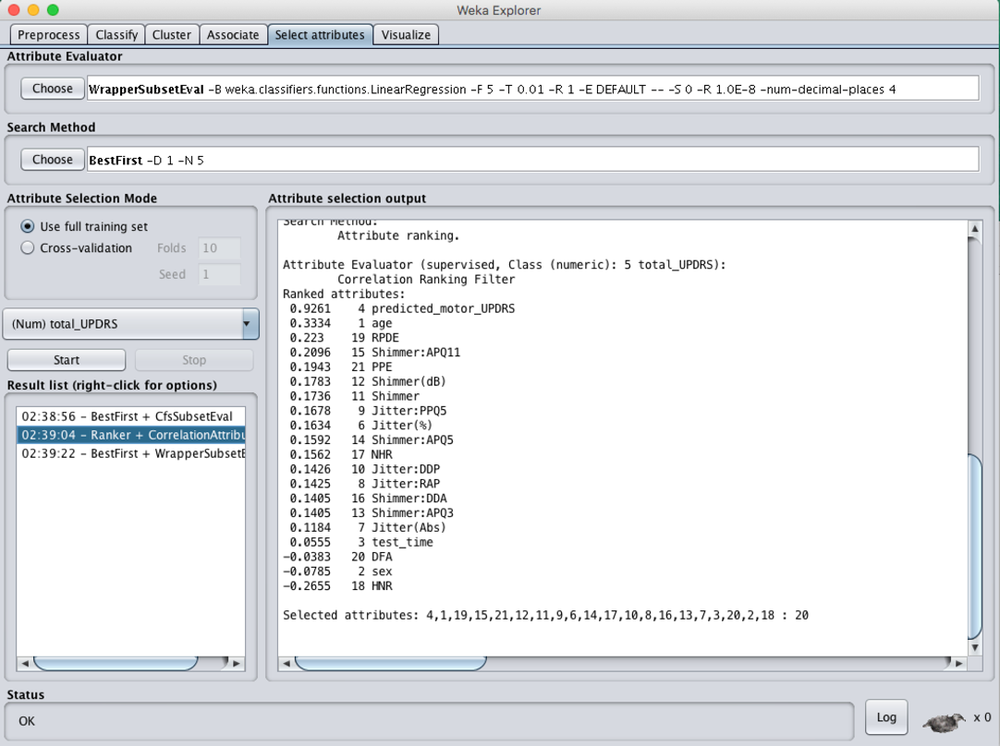 Weka Explorer
Preprocess Classify Cluster Associate Select attributes Visualize
Attribute Evaluator
Choose WrapperSubsetEval -B weka.classifiers.functions.LinearRegression -F 5 -T 0.01 -R 1 -E DEFAULT -- -S 0 -R 1.0E-8 -num-decimal-places 4
Search Method
Choose BestFirst -D 1 -N 5
Attribute Selection Mode
Use full training set
Cross-validation Folds 10
Seed 1
(Num) total_UPDRS
Start Stop
Result list (right-click for options)
02:38:56 - BestFirst + CfsSubsetEval
02:39:04 - Ranker + CorrelationAttribu
02:39:22 - BestFirst + WrapperSubsetE
Attribute selection output
Search Method:
Attribute ranking.
Attribute Evaluator (supervised, Class (numeric): 5 total_UPDRS):
Correlation Ranking Filter
Ranked attributes:
0.9261 4 predicted_motor_UPDRS
0.3334 1 age
0.223 19 RPDE
0.2096 15 Shimmer:APQ11
0.1943 21 PPE
0.1783 12 Shimmer(dB)
0.1736 11 Shimmer
0.1678 9 Jitter:PPQ5
0.1634 6 Jitter(%)
0.1592 14 Shimmer:APQ5
0.1562 17 NHR
0.1426 10 Jitter:DDP
0.1425 8 Jitter:RAP
0.1405 16 Shimmer:DDA
0.1405 13 Shimmer:APQ3
0.1184 7 Jitter(Abs)
0.0555 3 test_time
-0.0383 20 DFA
-0.0785 2 sex
-0.2655 18 HNR
Selected attributes: 4,1,19,15,21,12,11,9,6,14,17,10,8,16,13,7,3,20,2,18 : 20
Status
OK
Log x 0